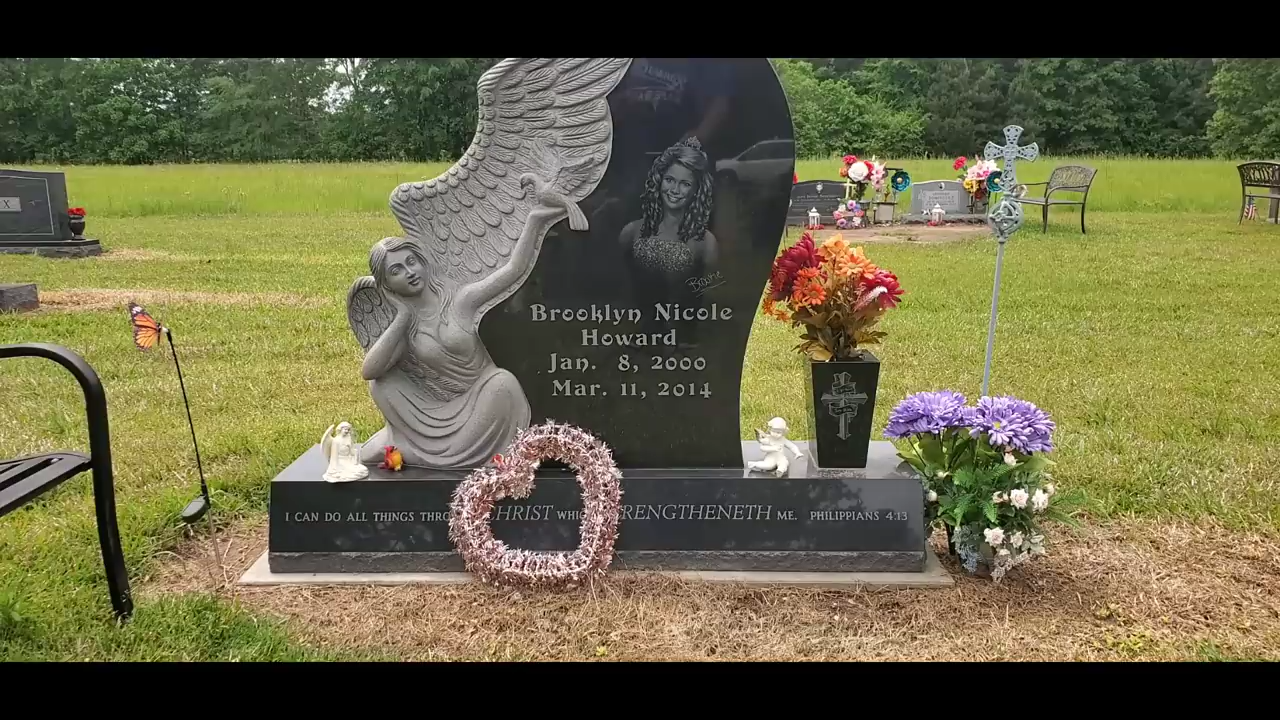 Brooklyn Nicole
Howard
Jan. 8, 2000
Mar. 11, 2014
I CAN DO ALL THINGS THRO CHRIST WHIC RENGTHENETH ME. PHILIPPIANS 4:13
X